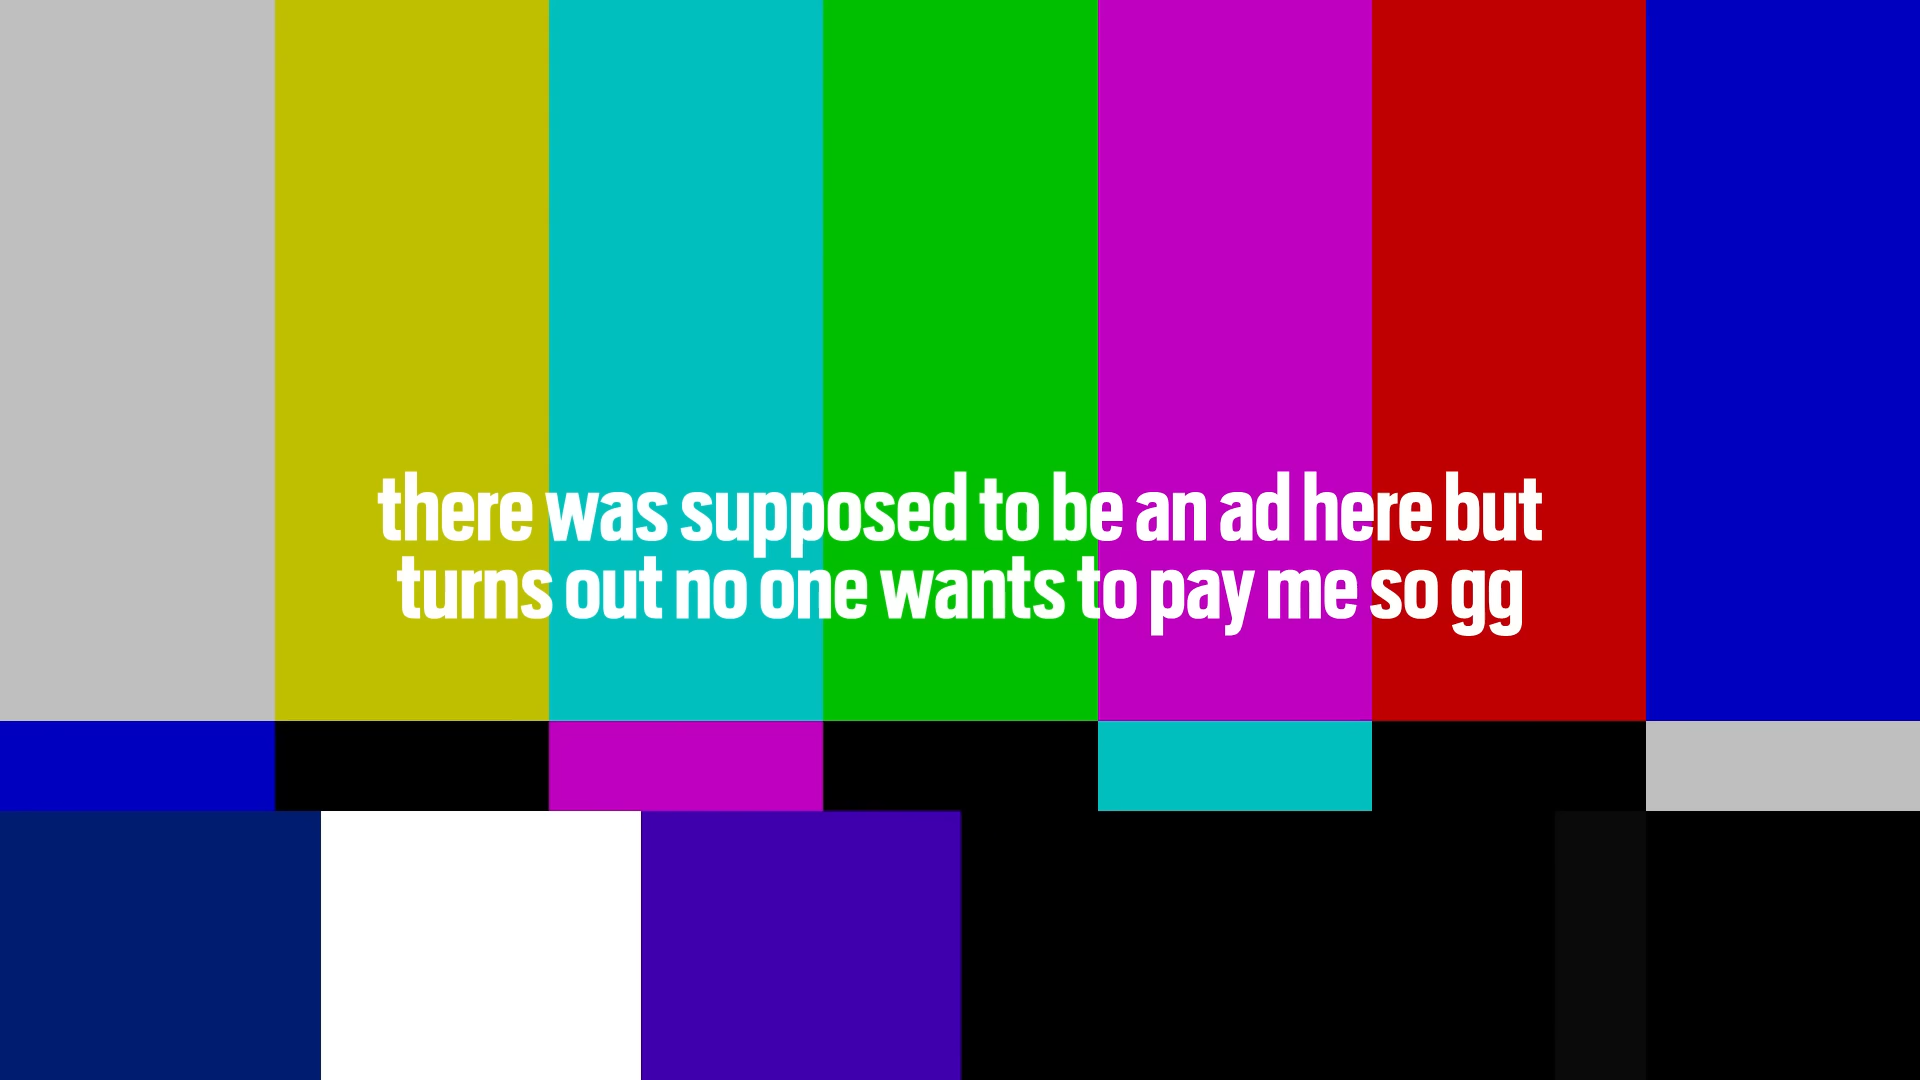 there was supposed to be an ad here but
turns out no one wants to pay me so gg